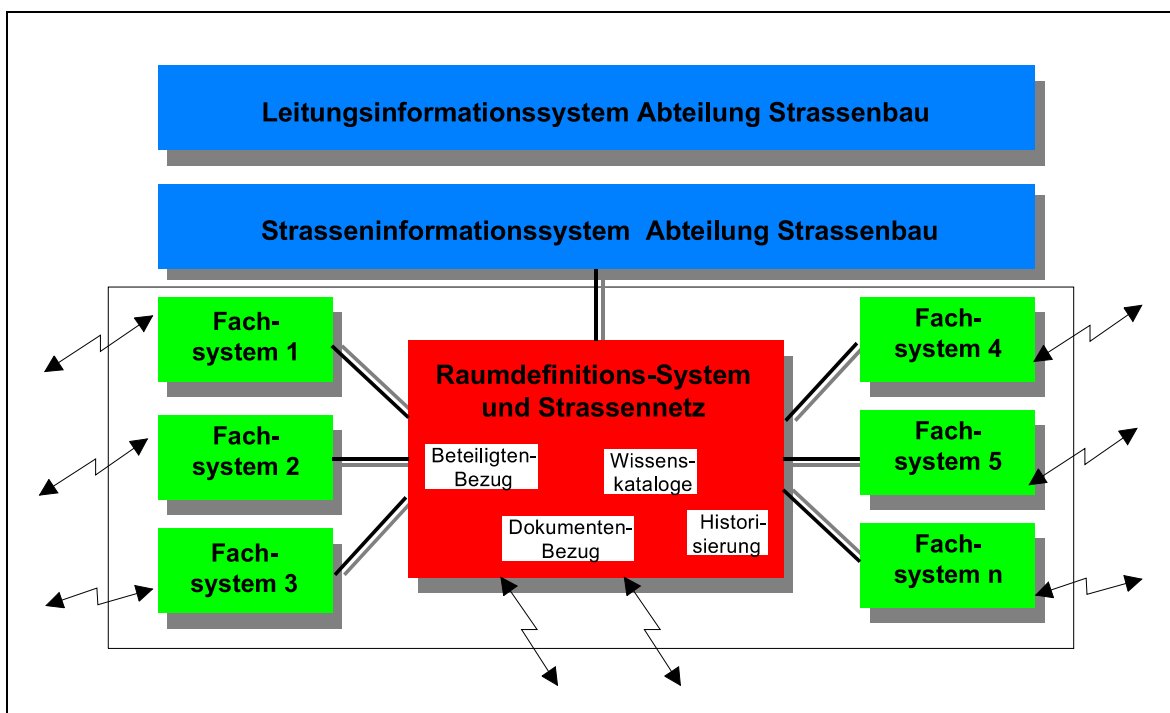 Leitungsinformationssystem Abteilung Strassenbau
Strasseninformationssystem Abteilung Strassenbau
Fach-
system 1
Fach-
system 2
Fach-
system 3
Raumdefinitions-System
und Strassennetz
Beteiligten-
Bezug
Wissens-
kataloge
Dokumenten-
Bezug
Histori-
sierung
Fach-
system 4
Fach-
system 5
Fach-
system n